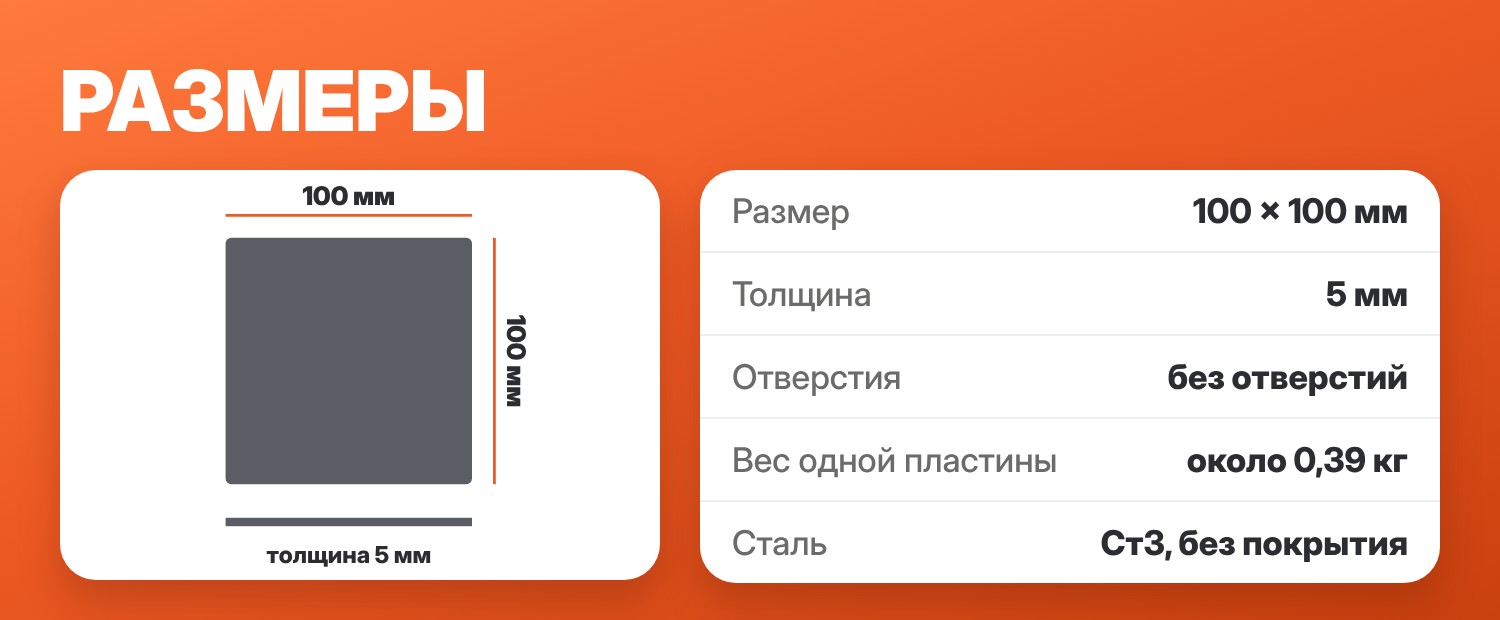 РАЗМЕРЫ
100 мм
100 мм
толщина 5 мм
Размер 100 × 100 мм
Толщина 5 мм
Отверстия без отверстий
Вес одной пластины около 0,39 кг
Сталь Ст3, без покрытия